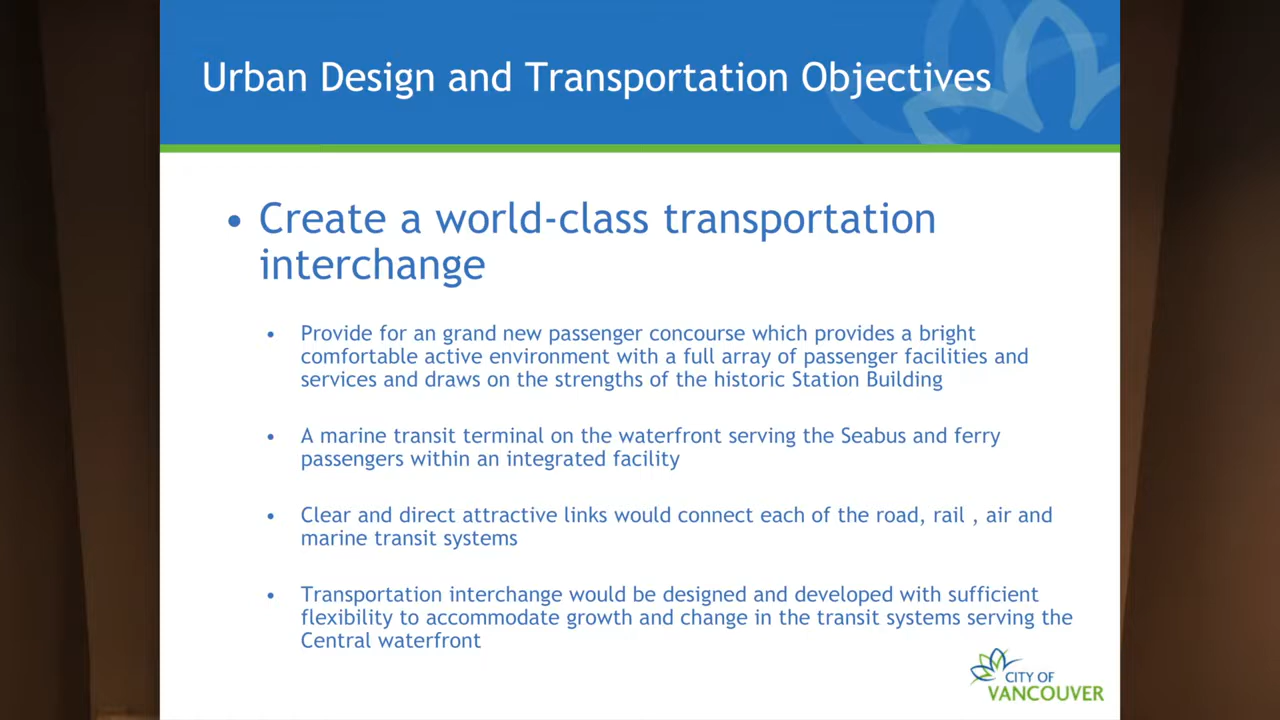 Urban Design and Transportation Objectives
• Create a world-class transportation
interchange
• Provide for an grand new passenger concourse which provides a bright
comfortable active environment with a full array of passenger facilities and
services and draws on the strengths of the historic Station Building
• A marine transit terminal on the waterfront serving the Seabus and ferry
passengers within an integrated facility
• Clear and direct attractive links would connect each of the road, rail , air and
marine transit systems
• Transportation interchange would be designed and developed with sufficient
flexibility to accommodate growth and change in the transit systems serving the
Central waterfront
CITY OF
VANCOUVER